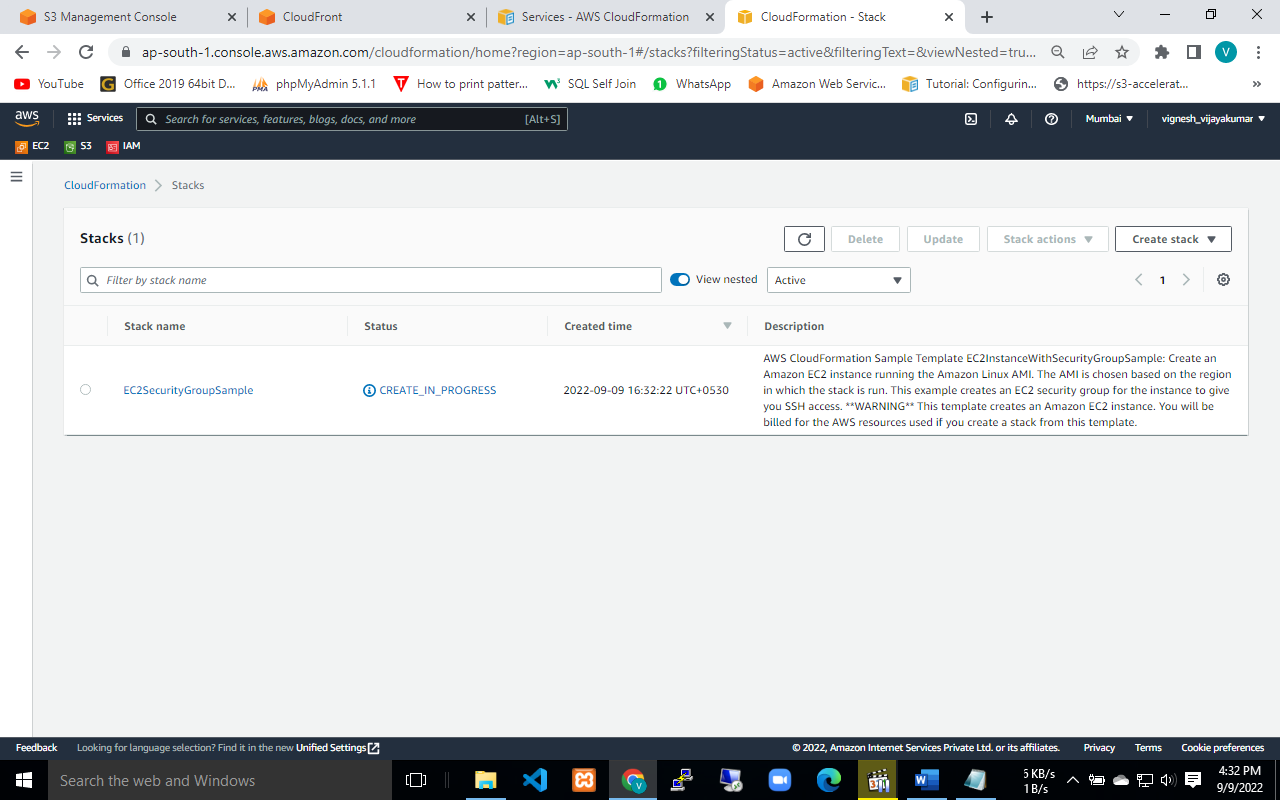 S3 Management Console
CloudFront
Services - AWS CloudFormation
CloudFormation - Stack
ap-south-1.console.aws.amazon.com/cloudformation/home?region=ap-south-1#/stacks?filteringStatus=active&filteringText=&viewNested=tru...
V
YouTube
Office 2019 64bit D...
PMA
phpMyAdmin 5.1.1
How to print patter...
SQL Self Join
1
WhatsApp
Amazon Web Servic...
Tutorial: Configurin...
https://s3-accelerat...
»
aws
Services
Search for services, features, blogs, docs, and more
[Alt+S]
Mumbai
vignesh_vijayakumar
EC2
S3
IAM
CloudFormation
Stacks
Stacks (1)
Delete
Update
Stack actions
Create stack
Filter by stack name
View nested
Active
1
Stack name
Status
Created time
Description
EC2SecurityGroupSample
CREATE_IN_PROGRESS
2022-09-09 16:32:22 UTC+0530
AWS CloudFormation Sample Template EC2InstanceWithSecurityGroupSample: Create an
Amazon EC2 instance running the Amazon Linux AMI. The AMI is chosen based on the region
in which the stack is run. This example creates an EC2 security group for the instance to give
you SSH access. **WARNING** This template creates an Amazon EC2 instance. You will be
billed for the AWS resources used if you create a stack from this template.
Feedback
Looking for language selection? Find it in the new Unified Settings
© 2022, Amazon Internet Services Private Ltd. or its affiliates.
Privacy
Terms
Cookie preferences
Search the web and Windows
V
321
W
5 KB/s
1 B/s
4:32 PM
9/9/2022